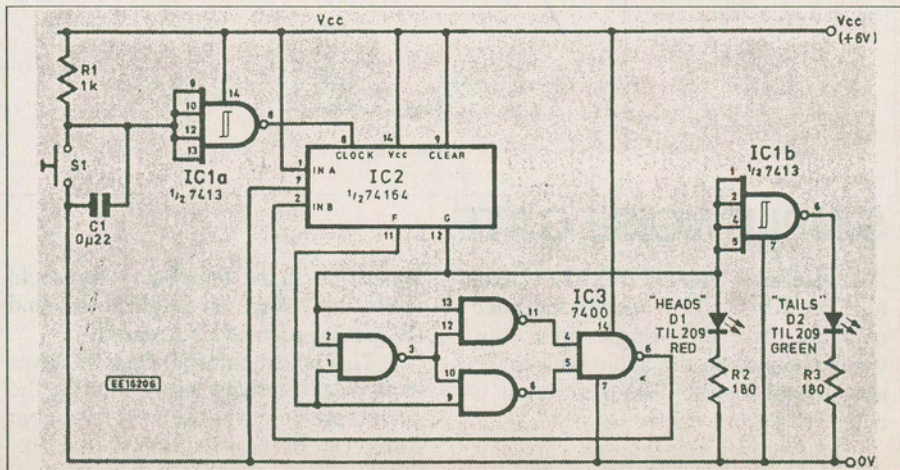 Vcc
Vcc
(+6V)
R1
1k
9
10
12
13
14
8
IC1a
1/2 7413
S1
C1
0µ22
8
14
9
CLOCK
Vcc
CLEAR
1
IN A
7
2
IN B
IC2
1/2 74164
F
G
11
12
1
2
4
5
6
7
IC1b
1/2 7413
IC3
7400
14
13
12
11
2
1
3
10
9
6
4
5
6
7
"HEADS"
D1
TIL209
RED
"TAILS"
D2
TIL209
GREEN
R2
180
R3
180
EE1620G
0V